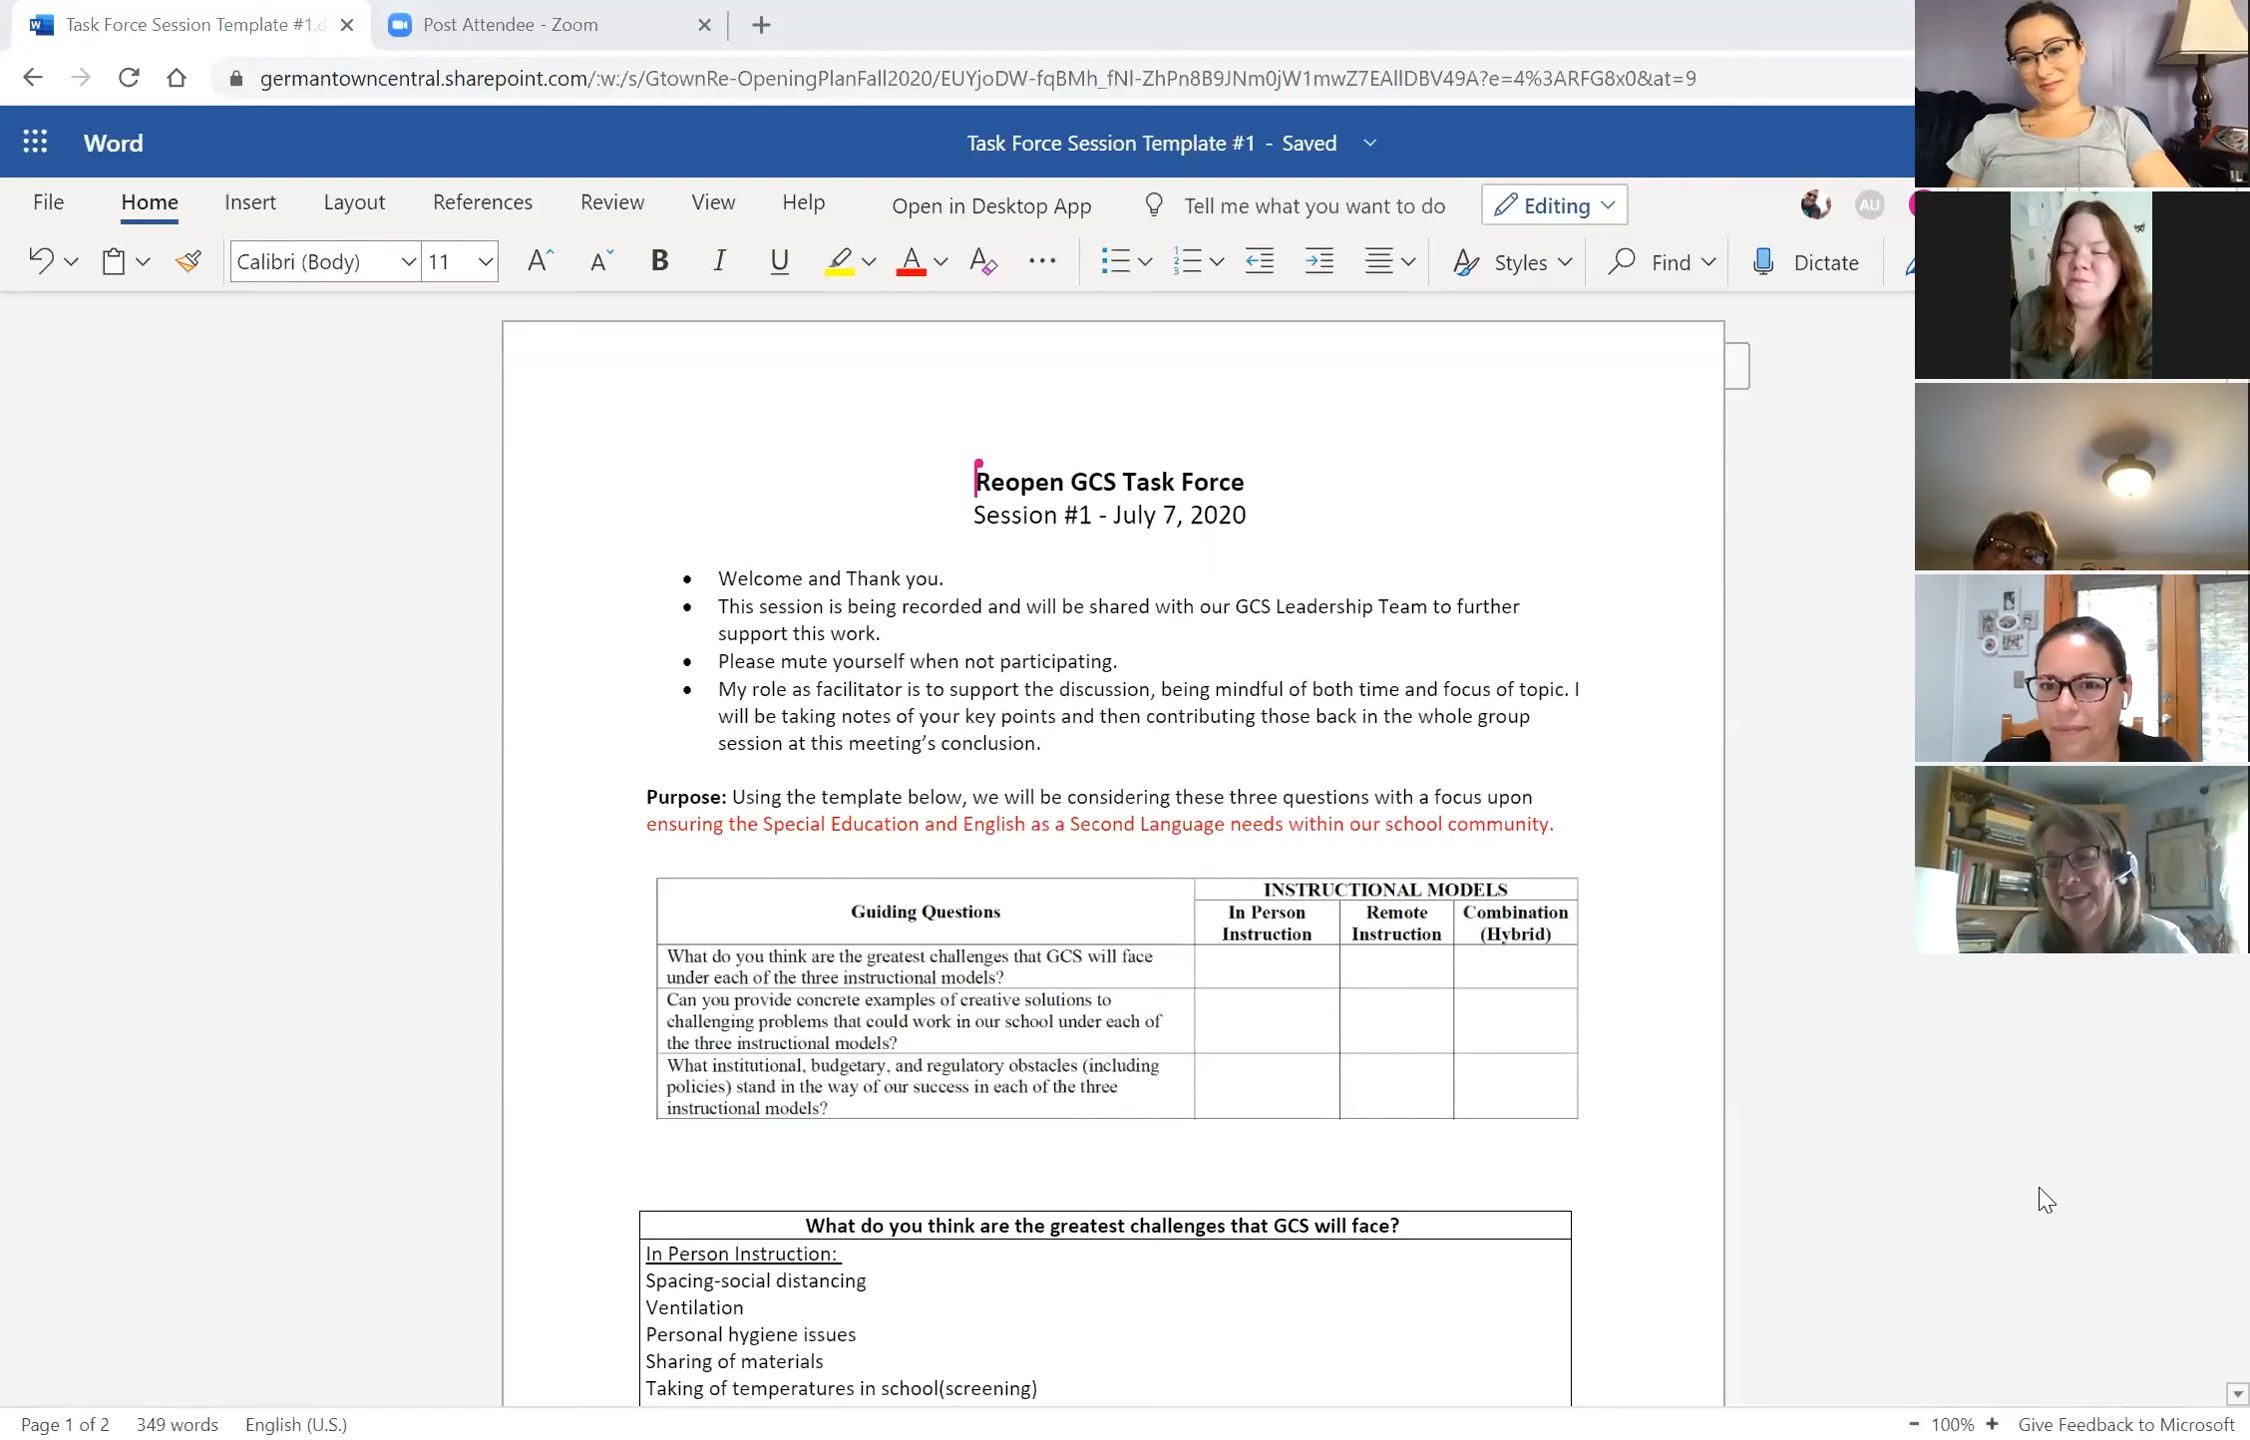 Task Force Session Template #1.d
Post Attendee - Zoom
germantowncentral.sharepoint.com/:w:/s/GtownRe-OpeningPlanFall2020/EUYjoDW-fqBMh_fNl-ZhPn8B9JNm0jW1mwZ7EAllDBV49A?e=4%3ARFG8x0&at=9
Word
Task Force Session Template #1 - Saved
File Home Insert Layout References Review View Help Open in Desktop App Tell me what you want to do Editing AU
Calibri (Body) 11 A A B I U A A Styles Find Dictate
Reopen GCS Task Force
Session #1 - July 7, 2020
• Welcome and Thank you.
• This session is being recorded and will be shared with our GCS Leadership Team to further
support this work.
• Please mute yourself when not participating.
• My role as facilitator is to support the discussion, being mindful of both time and focus of topic. I
will be taking notes of your key points and then contributing those back in the whole group
session at this meeting’s conclusion.
Purpose: Using the template below, we will be considering these three questions with a focus upon
ensuring the Special Education and English as a Second Language needs within our school community.
INSTRUCTIONAL MODELS
Guiding Questions
In Person
Instruction
Remote
Instruction
Combination
(Hybrid)
What do you think are the greatest challenges that GCS will face
under each of the three instructional models?
Can you provide concrete examples of creative solutions to
challenging problems that could work in our school under each of
the three instructional models?
What institutional, budgetary, and regulatory obstacles (including
policies) stand in the way of our success in each of the three
instructional models?
What do you think are the greatest challenges that GCS will face?
In Person Instruction:
Spacing-social distancing
Ventilation
Personal hygiene issues
Sharing of materials
Taking of temperatures in school(screening)
Page 1 of 2 349 words English (U.S.) - 100% + Give Feedback to Microsoft